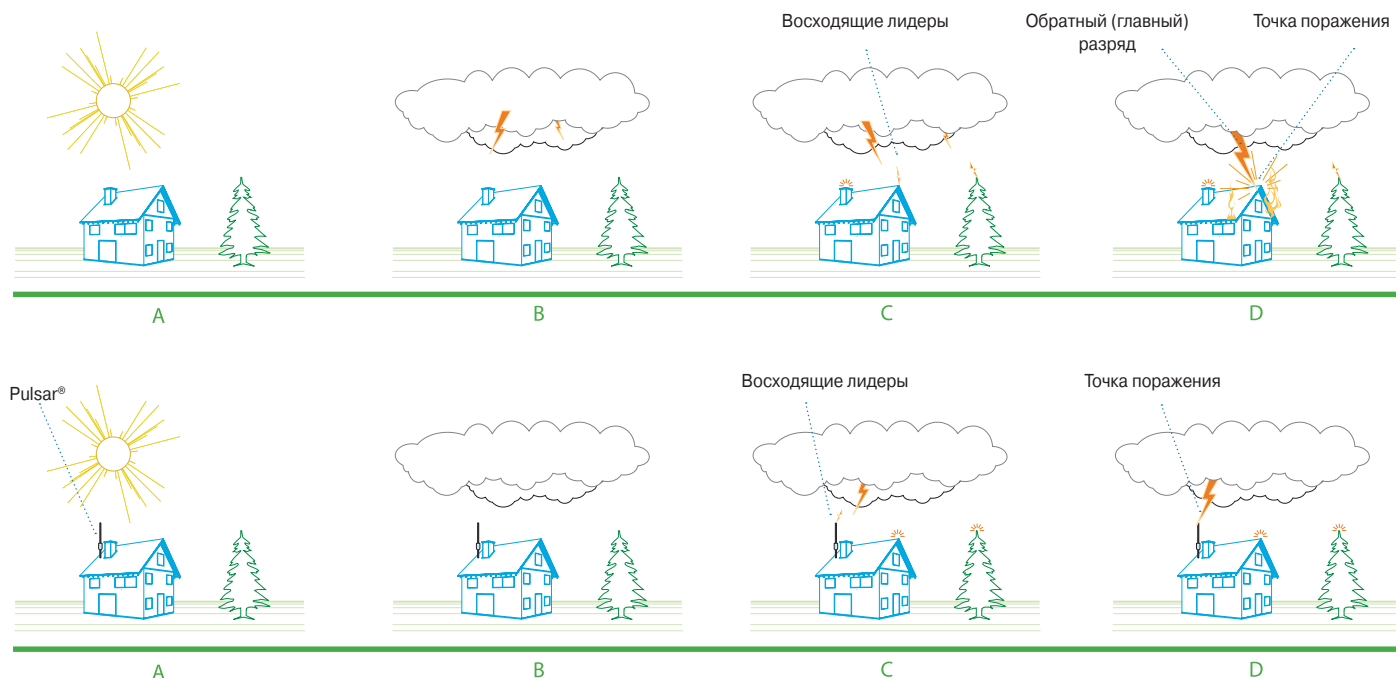 Восходящие лидеры
Обратный (главный)
разряд
Точка поражения
A
B
C
D
Pulsar®
Восходящие лидеры
Точка поражения
A
B
C
D